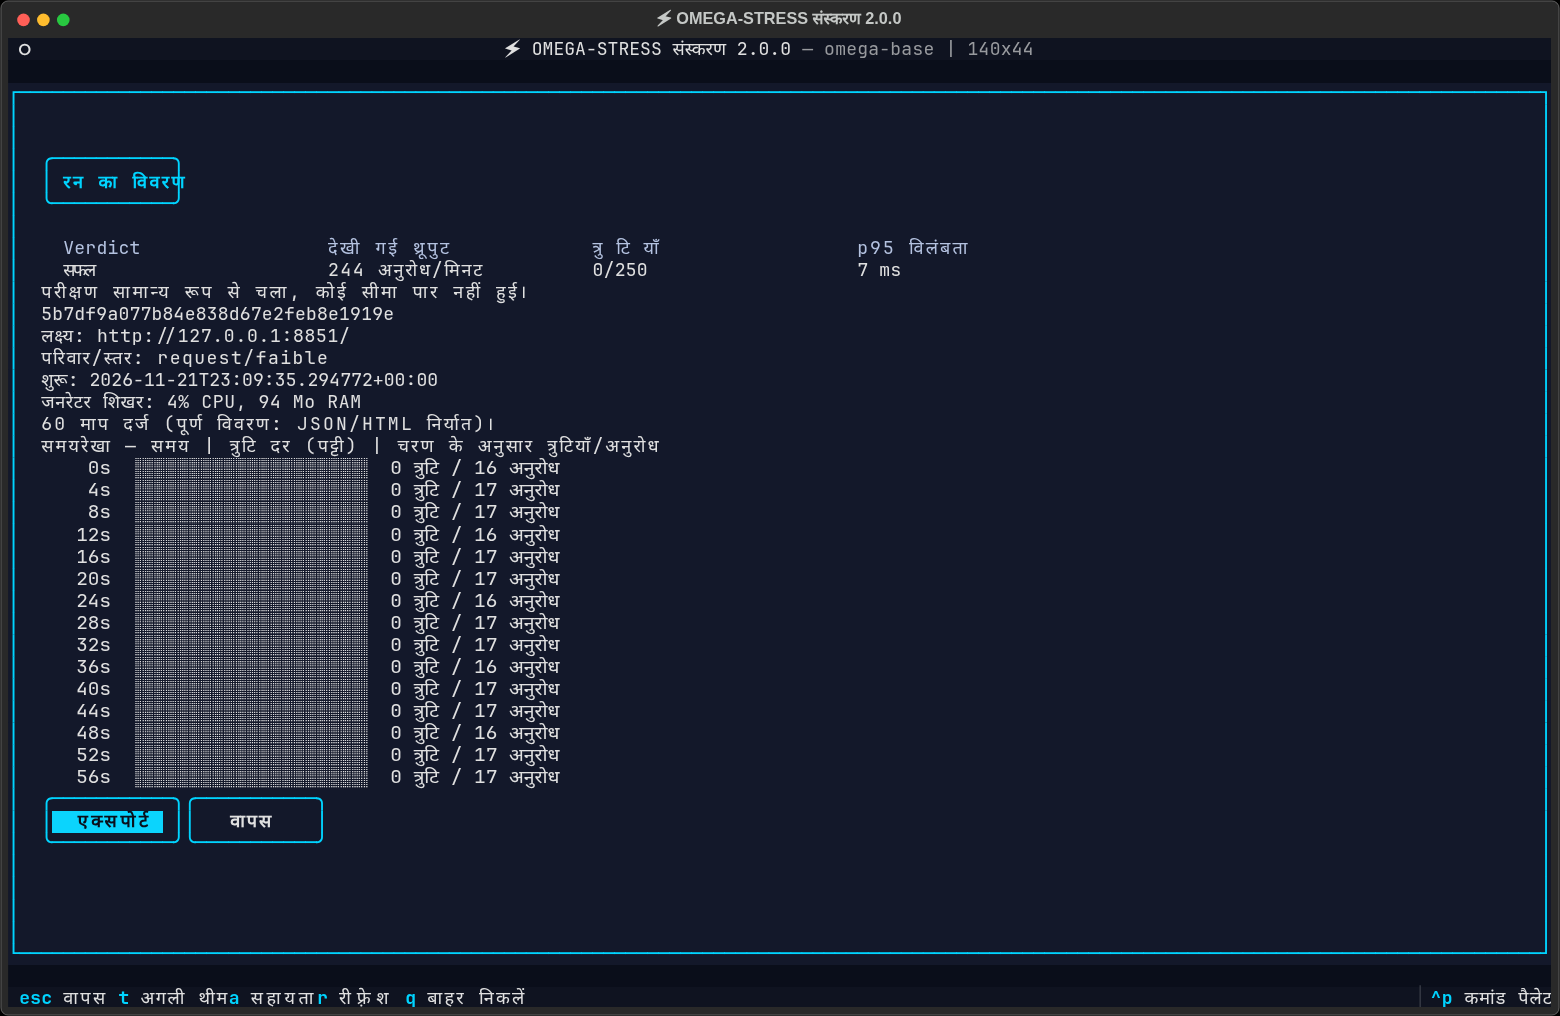 ⚡ OMEGA-STRESS संस्करण 2.0.0
⚡ OMEGA-STRESS संस्करण 2.0.0 — omega-base | 140x44
रन का विवरण
Verdict देखी गई थ्रूपुट त्रुटियाँ p95 विलंबता
सफल 244 अनुरोध/मिनट 0/250 7 ms
परीक्षण सामान्य रूप से चला, कोई सीमा पार नहीं हुई।
5b7df9a077b84e838d67e2feb8e1919e
लक्ष्य: http://127.0.0.1:8851/
परिवार/स्तर: request/faible
शुरू: 2026-11-21T23:09:35.294772+00:00
जनरेटर शिखर: 4% CPU, 94 Mo RAM
60 माप दर्ज (पूर्ण विवरण: JSON/HTML निर्यात)।
समयरेखा — समय | त्रुटि दर (पट्टी) | चरण के अनुसार त्रुटियाँ/अनुरोध
0s 0 त्रुटि / 16 अनुरोध
4s 0 त्रुटि / 17 अनुरोध
8s 0 त्रुटि / 17 अनुरोध
12s 0 त्रुटि / 16 अनुरोध
16s 0 त्रुटि / 17 अनुरोध
20s 0 त्रुटि / 17 अनुरोध
24s 0 त्रुटि / 16 अनुरोध
28s 0 त्रुटि / 17 अनुरोध
32s 0 त्रुटि / 17 अनुरोध
36s 0 त्रुटि / 16 अनुरोध
40s 0 त्रुटि / 17 अनुरोध
44s 0 त्रुटि / 17 अनुरोध
48s 0 त्रुटि / 16 अनुरोध
52s 0 त्रुटि / 17 अनुरोध
56s 0 त्रुटि / 17 अनुरोध
एक्सपोर्ट वापस
esc वापस t अगली थीम a सहायता r रीफ़्रेश q बाहर निकलें ^p कमांड पैलेट